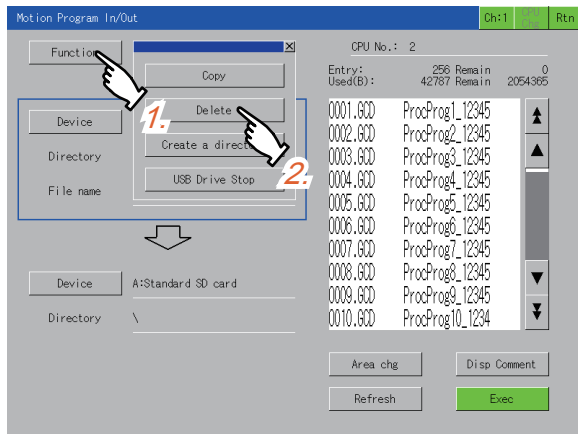 Motion Program In/Out
Ch:1
CPU
Chg
Rtn
Function
Copy
1.
Delete
Create a direct
2.
USB Drive Stop
Device
Directory
File name
Device
A:Standard SD card
Directory
\
CPU No.: 2
Entry: 256 Remain 0
Used(B): 42787 Remain 2054365
0001.GCD ProcProg1_12345
0002.GCD ProcProg2_12345
0003.GCD ProcProg3_12345
0004.GCD ProcProg4_12345
0005.GCD ProcProg5_12345
0006.GCD ProcProg6_12345
0007.GCD ProcProg7_12345
0008.GCD ProcProg8_12345
0009.GCD ProcProg9_12345
0010.GCD ProcProg10_1234
Area chg
Disp Comment
Refresh
Exec